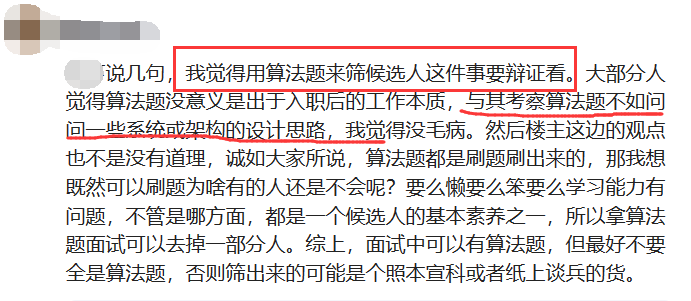 说几句，我觉得用算法题来筛候选人这件事要辩证看。大部分人
觉得算法题没意义是出于入职后的工作本质，与其考察算法题不如问
问一些系统或架构的设计思路，我觉得没毛病。然后楼主这边的观点
也不是没有道理，诚如大家所说，算法题都是刷题刷出来的，那我想
既然可以刷题为啥有的人还是不会呢？要么懒要么笨要么学习能力有
问题，不管是哪方面，都是一个候选人的基本素养之一，所以拿算法
题面试可以去掉一部分人。综上，面试中可以有算法题，但最好不要
全是算法题，否则筛出来的可能是个照本宣科或者纸上谈兵的货。